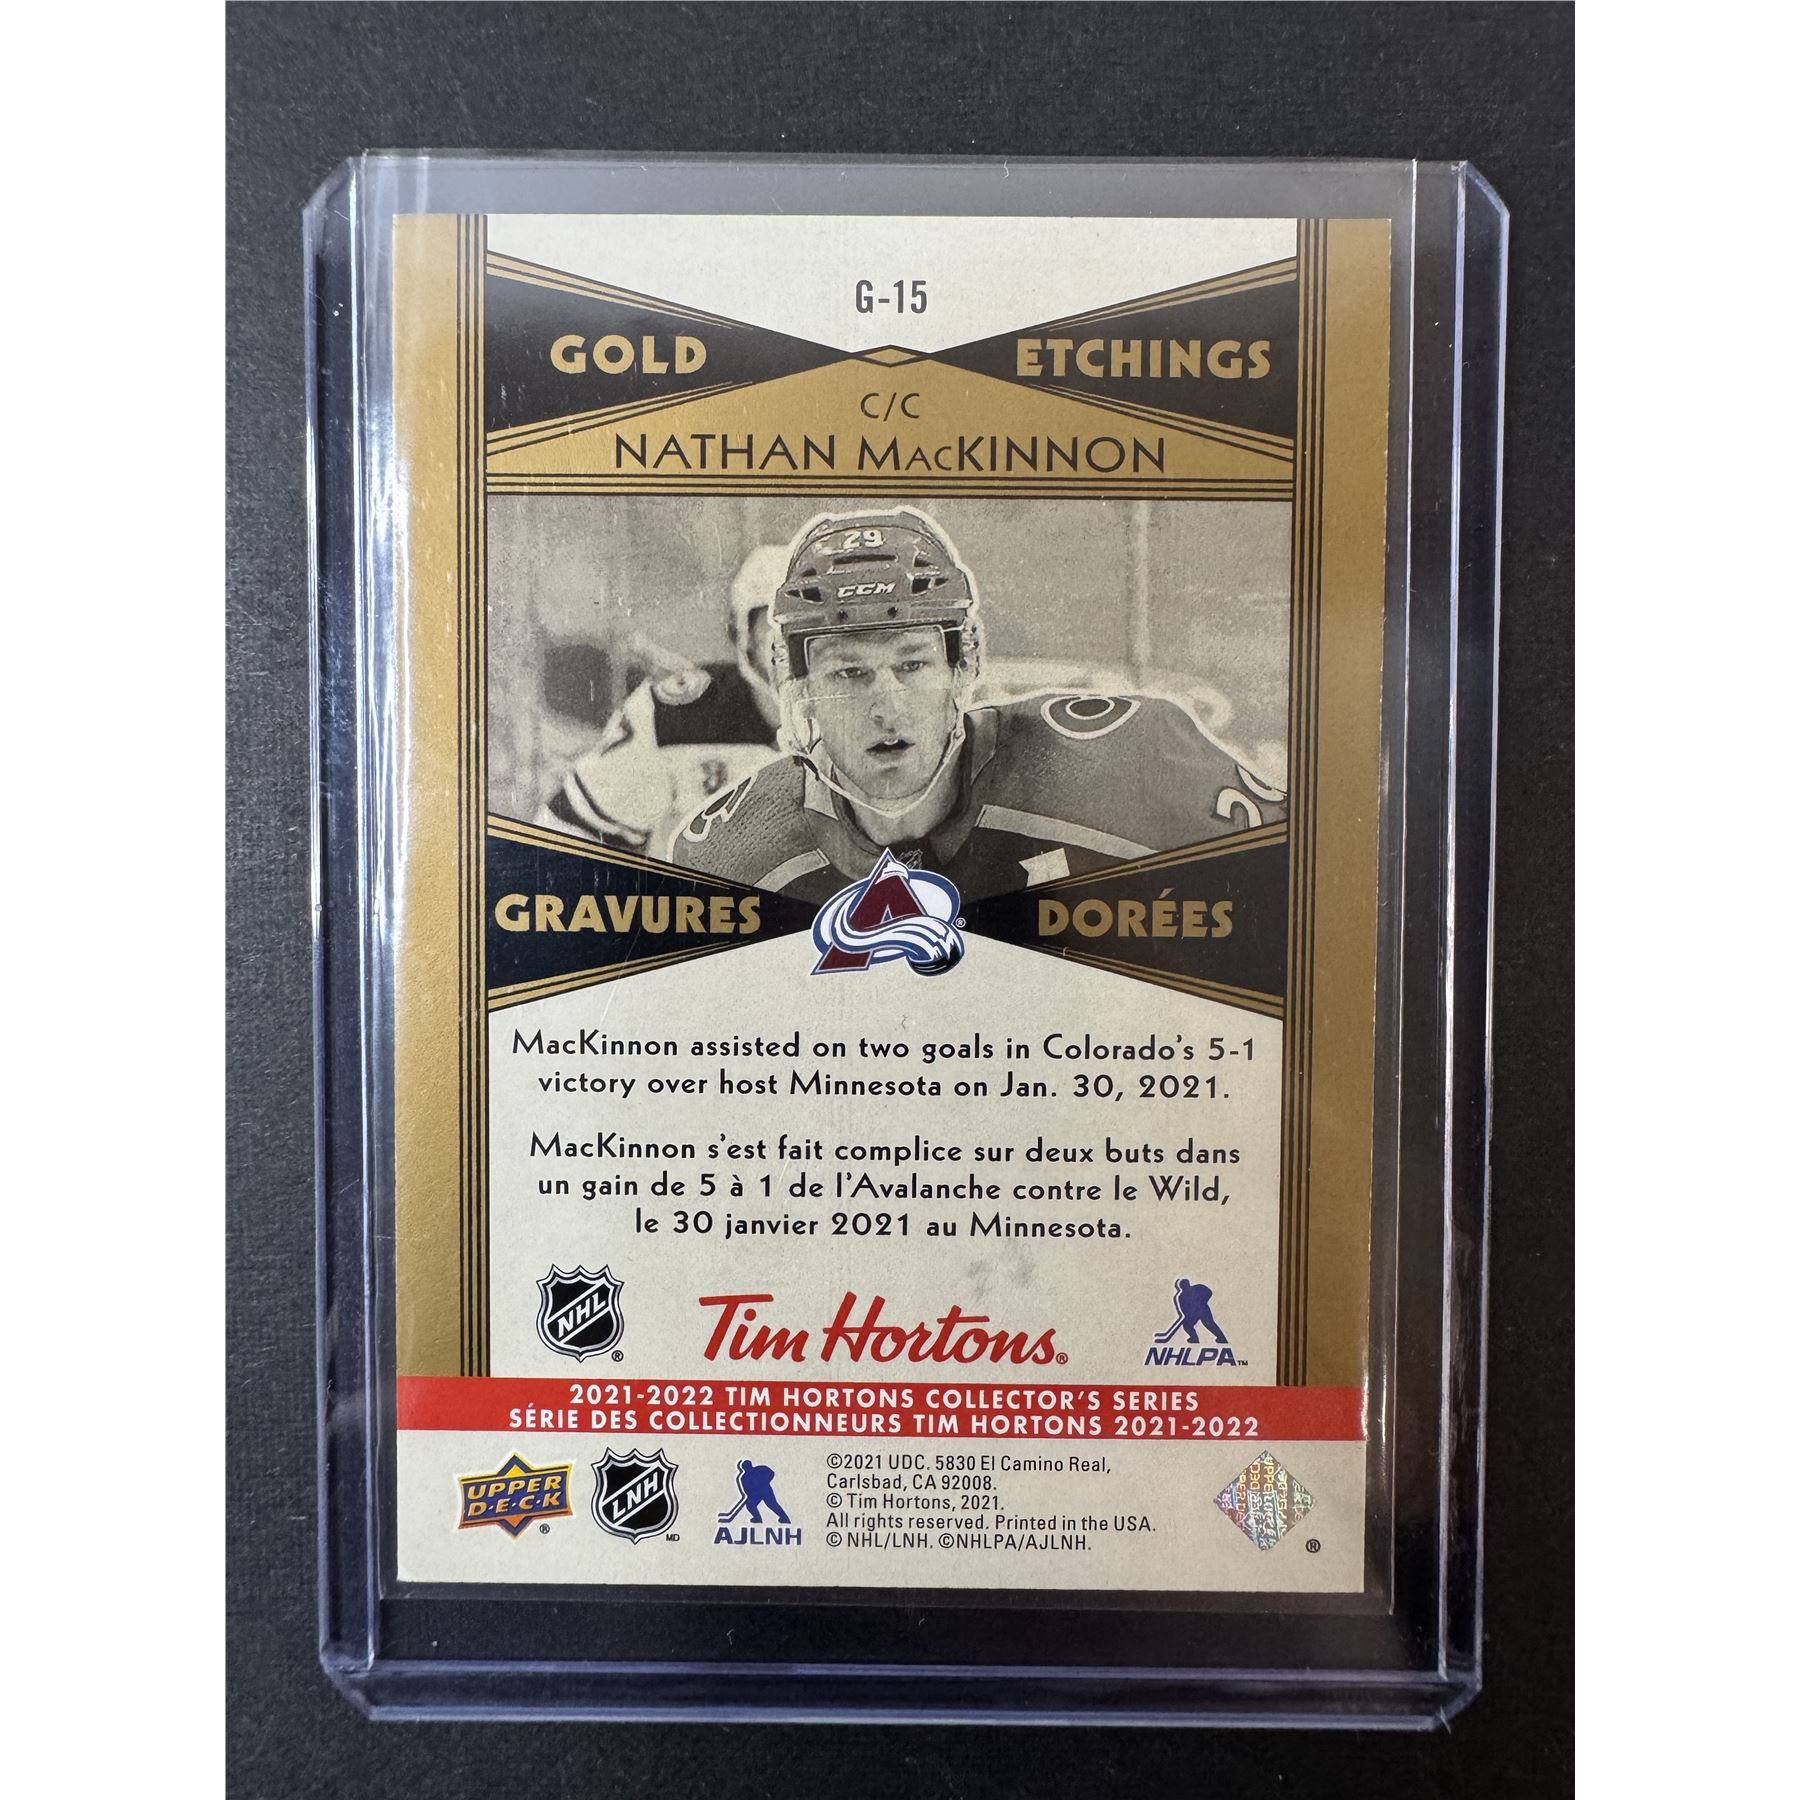 G-15
GOLD ETCHINGS
C/C
NATHAN MacKINNON
29
CCM
GRAVURES DORÉES
®
MacKinnon assisted on two goals in Colorado's 5-1
victory over host Minnesota on Jan. 30, 2021.
MacKinnon s'est fait complice sur deux buts dans
un gain de 5 à 1 de l'Avalanche contre le Wild,
le 30 janvier 2021 au Minnesota.
NHL ®
Tim Hortons®
NHLPA™
2021-2022 TIM HORTONS COLLECTOR'S SERIES
SÉRIE DES COLLECTIONNEURS TIM HORTONS 2021-2022
UPPER
D·E·C·K ®
LNH MD
AJLNH
©2021 UDC. 5830 El Camino Real,
Carlsbad, CA 92008.
© Tim Hortons, 2021.
All rights reserved. Printed in the USA.
© NHL/LNH. ©NHLPA/AJLNH.
®